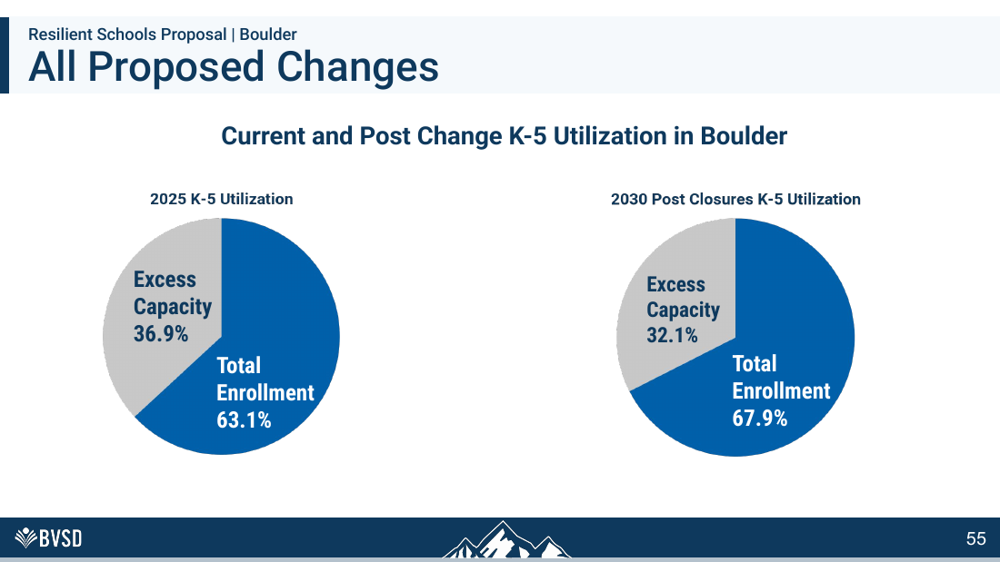 Resilient Schools Proposal | Boulder
All Proposed Changes
Current and Post Change K-5 Utilization in Boulder
2025 K-5 Utilization
Excess
Capacity
36.9%
Total
Enrollment
63.1%
2030 Post Closures K-5 Utilization
Excess
Capacity
32.1%
Total
Enrollment
67.9%
BVSD
55